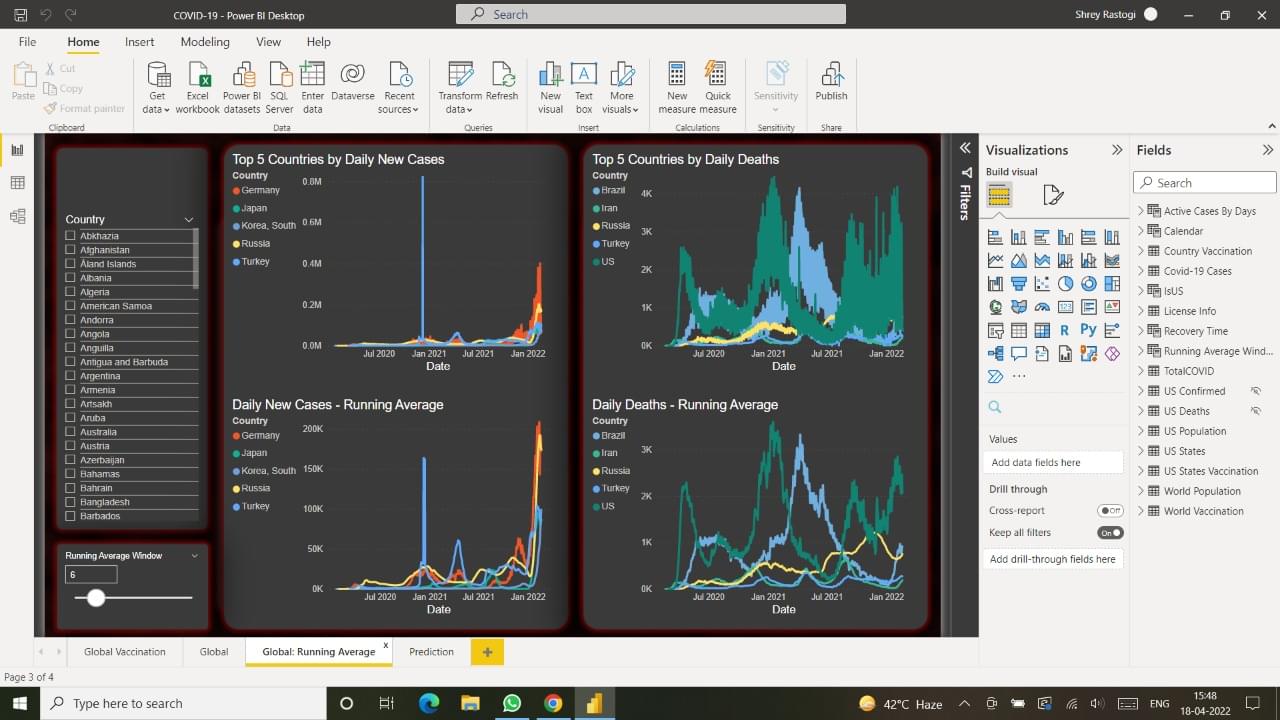 COVID-19 - Power BI Desktop
Search
Shrey Rastogi
File Home Insert Modeling View Help
Paste
Cut
Copy
Format painter
Clipboard
Get data
Excel workbook
Power BI datasets
SQL Server
Enter data
Dataverse
Recent sources
Data
Transform data
Refresh
Queries
New visual
Text box
More visuals
Insert
New measure
Quick measure
Calculations
Sensitivity
Sensitivity
Publish
Share
Country
Abkhazia
Afghanistan
Åland Islands
Albania
Algeria
American Samoa
Andorra
Angola
Anguilla
Antigua and Barbuda
Argentina
Armenia
Artsakh
Aruba
Australia
Austria
Azerbaijan
Bahamas
Bahrain
Bangladesh
Barbados
Running Average Window
6
Top 5 Countries by Daily New Cases
Country
Germany
Japan
Korea, South
Russia
Turkey
0.8M
0.6M
0.4M
0.2M
0.0M
Jul 2020 Jan 2021 Jul 2021 Jan 2022
Date
Top 5 Countries by Daily Deaths
Country
Brazil
Iran
Russia
Turkey
US
4K
3K
2K
1K
0K
Jul 2020 Jan 2021 Jul 2021 Jan 2022
Date
Daily New Cases - Running Average
Country
Germany
Japan
Korea, South
Russia
Turkey
200K
150K
100K
50K
0K
Jul 2020 Jan 2021 Jul 2021 Jan 2022
Date
Daily Deaths - Running Average
Country
Brazil
Iran
Russia
Turkey
US
3K
2K
1K
0K
Jul 2020 Jan 2021 Jul 2021 Jan 2022
Date
Filters
Visualizations
Build visual
123
R
Py
Values
Add data fields here
Drill through
Cross-report
Off
Keep all filters
On
Add drill-through fields here
Fields
Search
Active Cases By Days
Calendar
Country Vaccination
Covid-19 Cases
IsUS
License Info
Recovery Time
Running Average Wind...
TotalCOVID
US Confirmed
US Deaths
US Population
US States
US States Vaccination
World Population
World Vaccination
Global Vaccination
Global
Global: Running Average
x
Prediction
Page 3 of 4
Type here to search
42°C Haze
ENG
15:48
18-04-2022